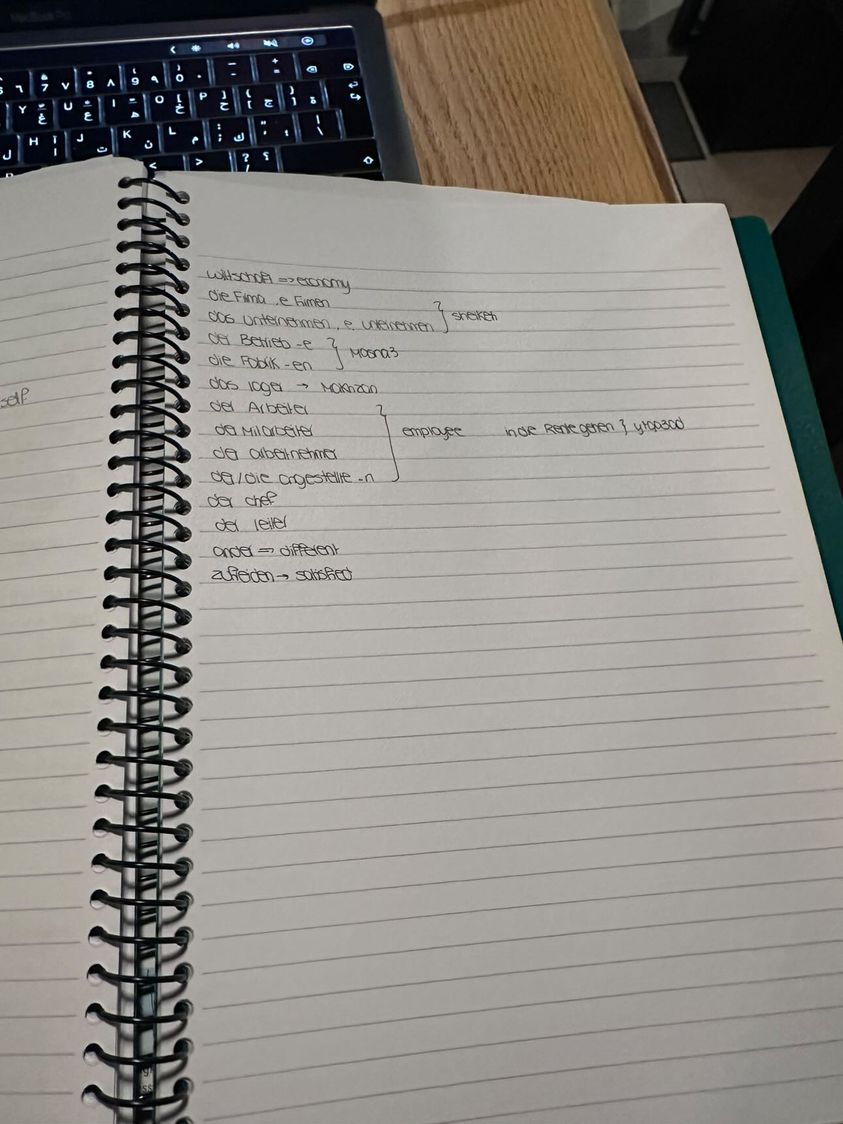 wirtschaft => economy
die Firma, e Firmen
das unternehmen, e unternehmen } sherkeh
der Betrieb -e
die Fabrik -en } Masna3
das lager → Makhzan
der Arbeiter
der Mitarbeiter } employee in die Rente gehen } yta2a3ad
der arbeitnehmer
der/die angestellte -n
der chef
der leiter
ander => different
zufrieden → satisfied
self